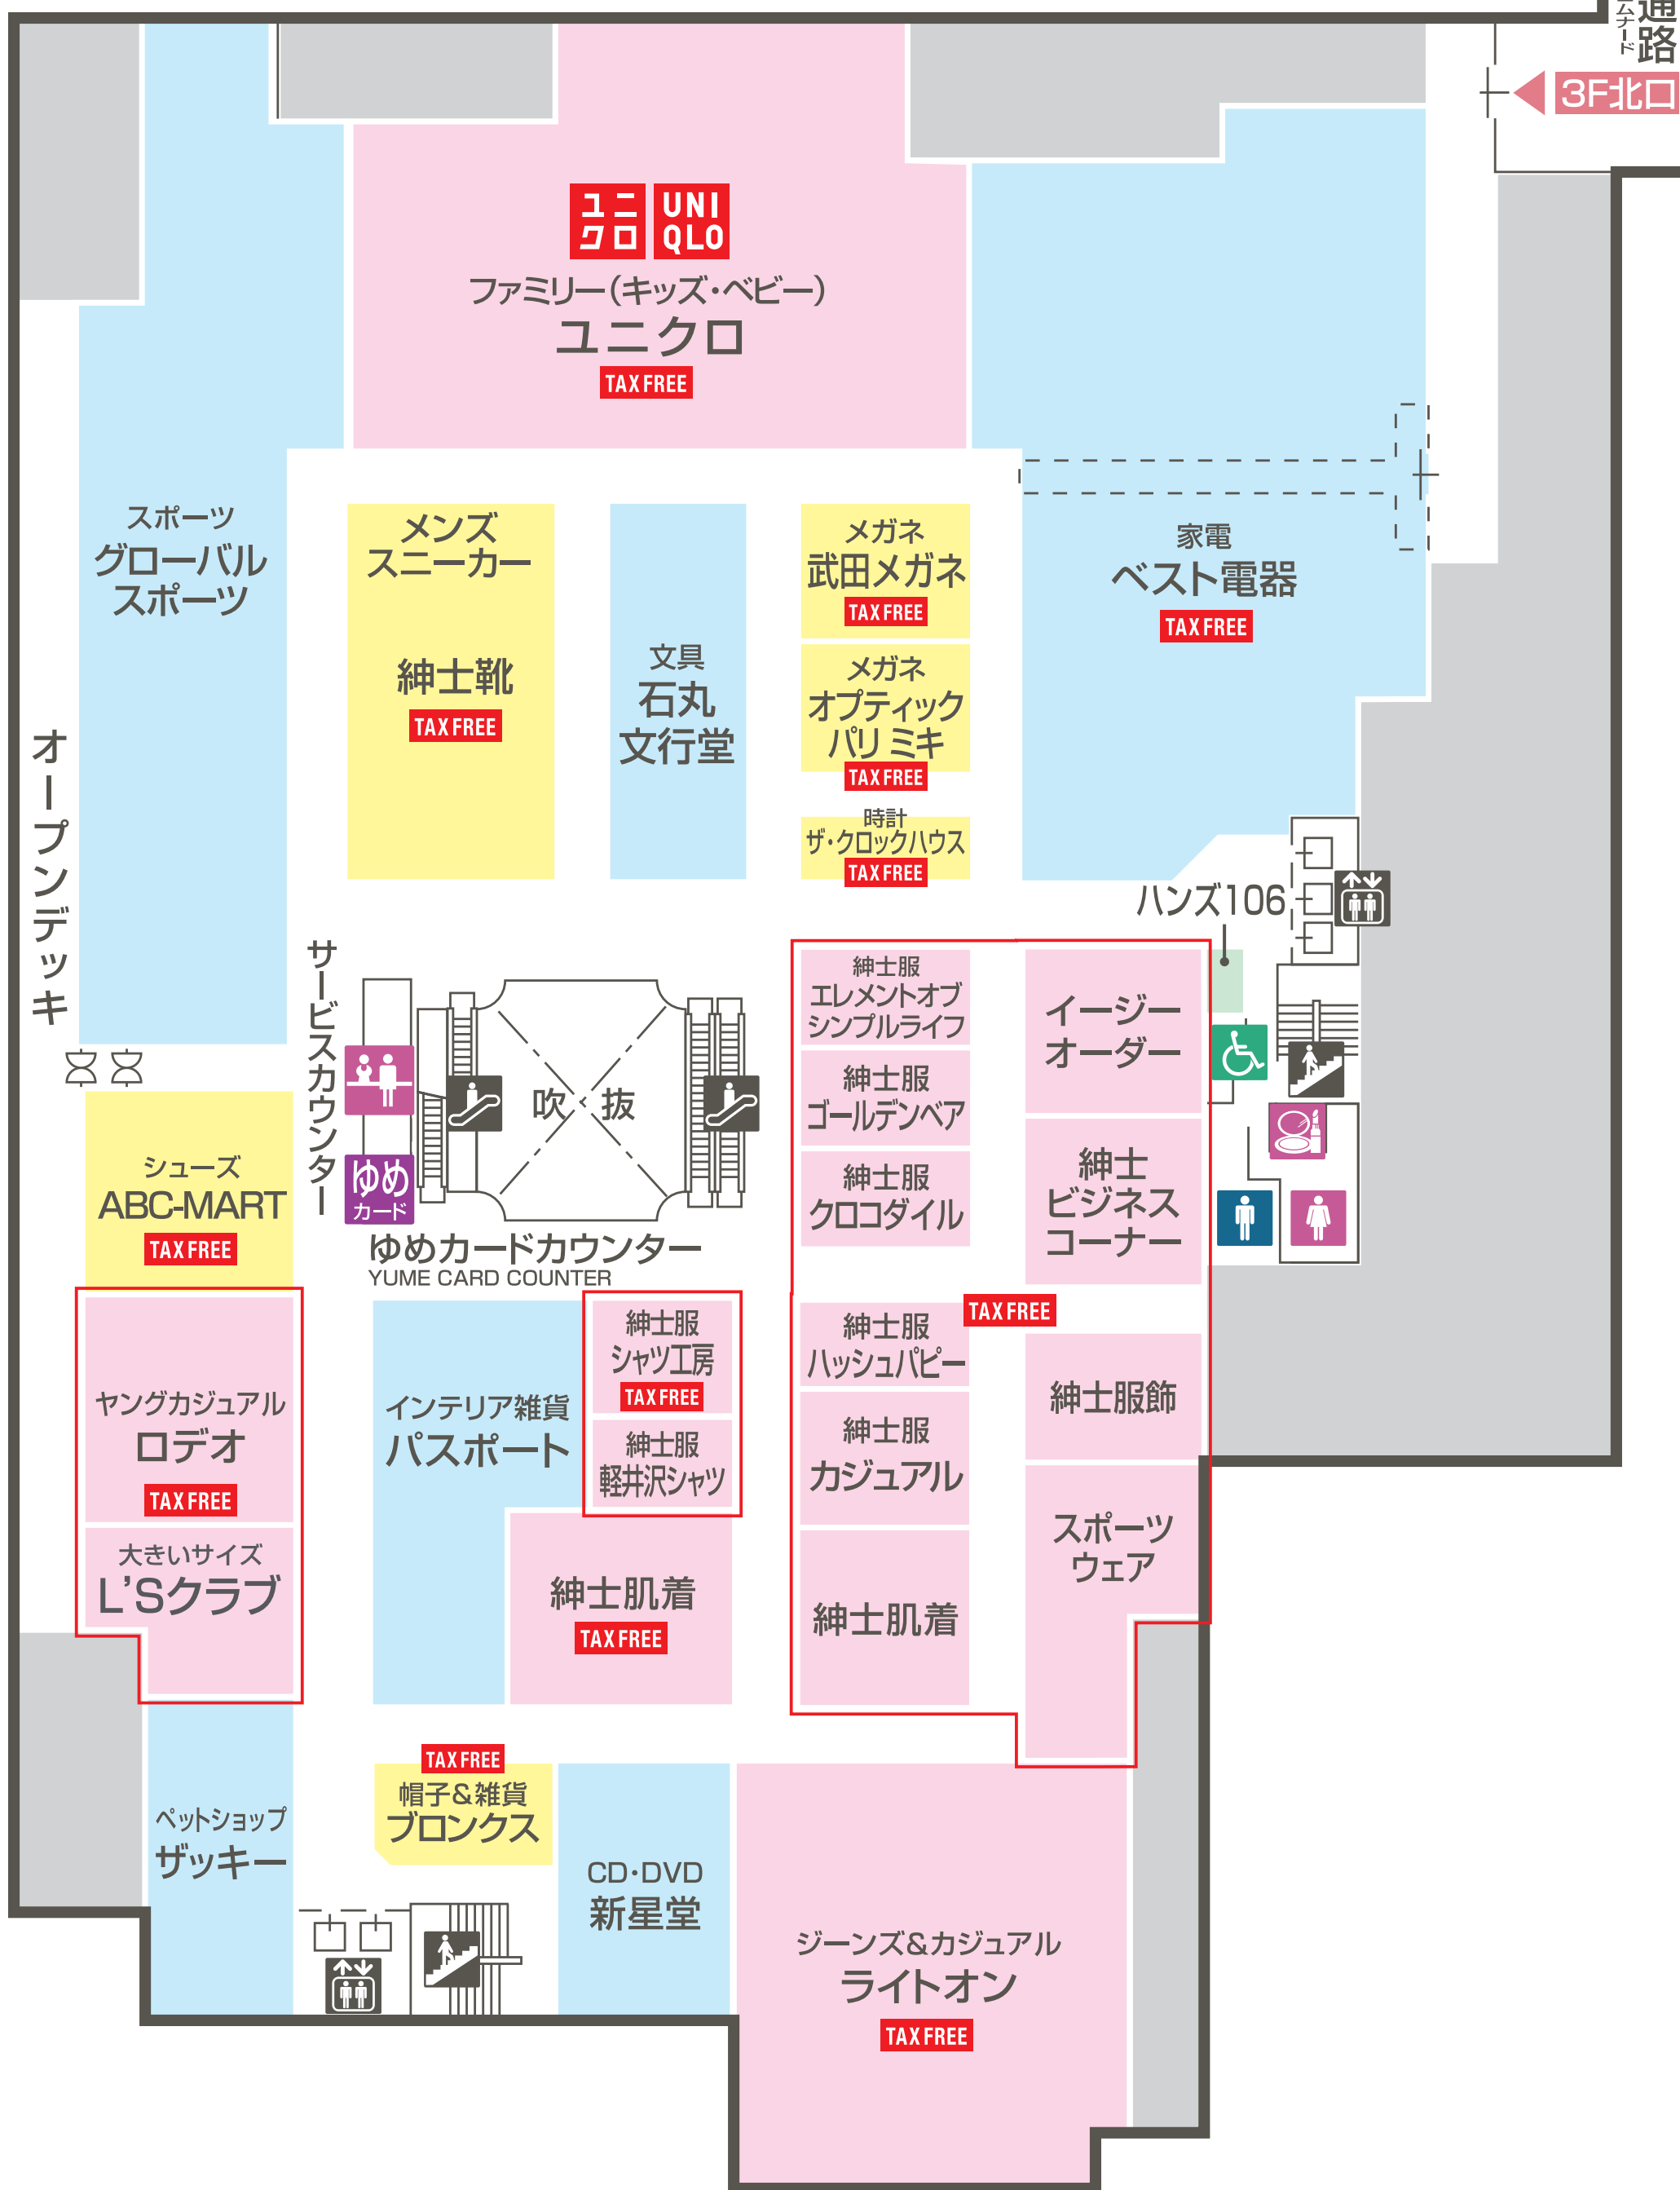 通路
ムナード
3F北口
ユニ
クロ
UNI
QLO
ファミリー(キッズ・ベビー)
ユニクロ
TAX FREE
スポーツ
グローバル
スポーツ
メンズ
スニーカー
紳士靴
TAX FREE
文具
石丸
文行堂
メガネ
武田メガネ
TAX FREE
メガネ
オプティック
パリ ミキ
TAX FREE
時計
ザ・クロックハウス
TAX FREE
家電
ベスト電器
TAX FREE
オープンデッキ
ハンズ106
サービスカウンター
吹抜
ゆめ
カード
ゆめカードカウンター
YUME CARD COUNTER
紳士服
エレメントオブ
シンプルライフ
紳士服
ゴールデンベア
紳士服
クロコダイル
イージー
オーダー
紳士
ビジネス
コーナー
シューズ
ABC-MART
TAX FREE
ヤングカジュアル
ロデオ
TAX FREE
大きいサイズ
L'Sクラブ
インテリア雑貨
パスポート
紳士服
シャツ工房
TAX FREE
紳士服
軽井沢シャツ
紳士肌着
TAX FREE
TAX FREE
紳士服
ハッシュパピー
紳士服
カジュアル
紳士肌着
紳士服飾
スポーツ
ウェア
ペットショップ
ザッキー
TAX FREE
帽子&雑貨
ブロンクス
CD・DVD
新星堂
ジーンズ&カジュアル
ライトオン
TAX FREE